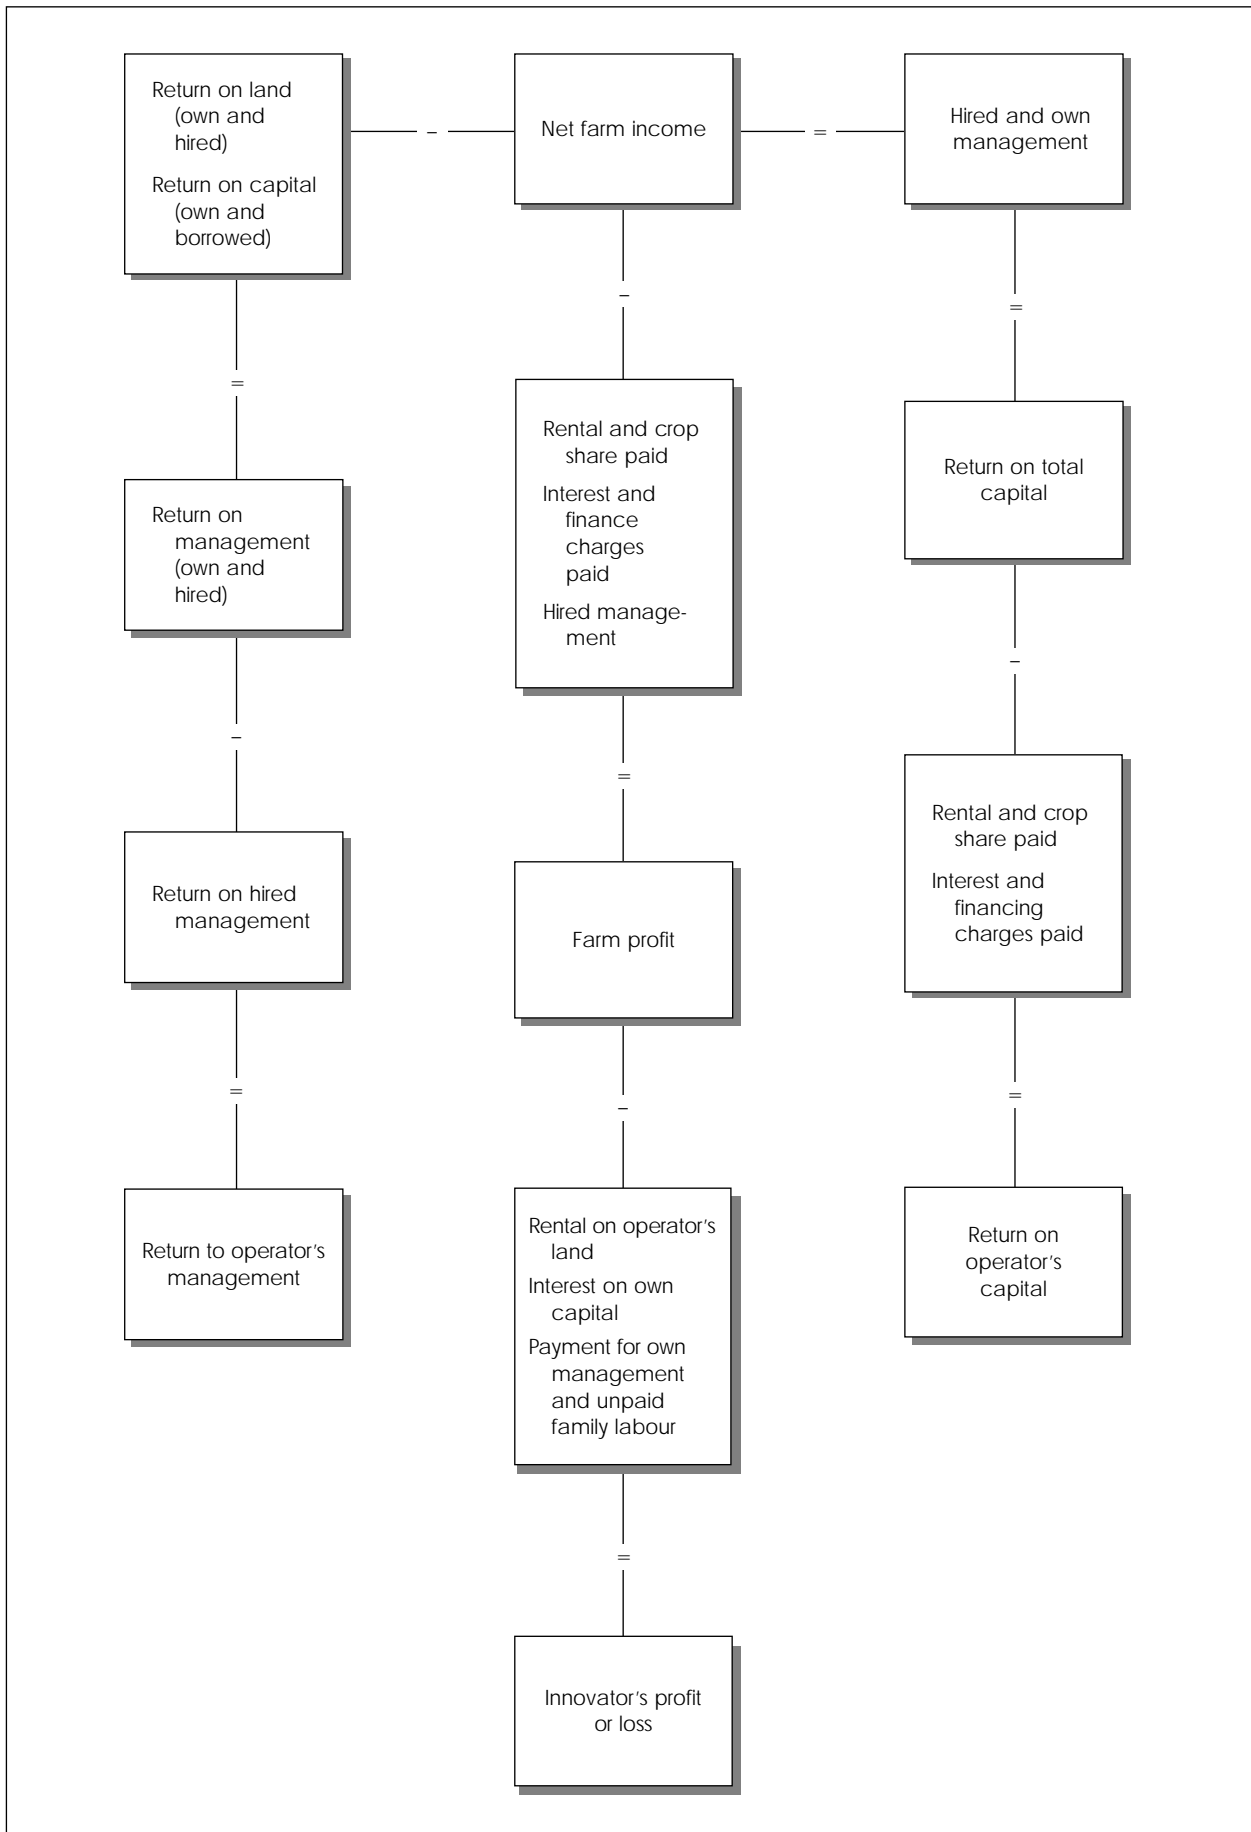 Return on land
(own and
hired)
Return on capital
(own and
borrowed)
–
Net farm income
=
Hired and own
management
–
=
=
Rental and crop
share paid
Interest and
finance
charges
paid
Hired manage-
ment
Return on total
capital
Return on
management
(own and
hired)
–
–
=
Rental and crop
share paid
Interest and
financing
charges paid
Return on hired
management
Farm profit
=
–
=
Return to operator's
management
Rental on operator's
land
Interest on own
capital
Payment for own
management
and unpaid
family labour
Return on
operator's
capital
=
Innovator's profit
or loss